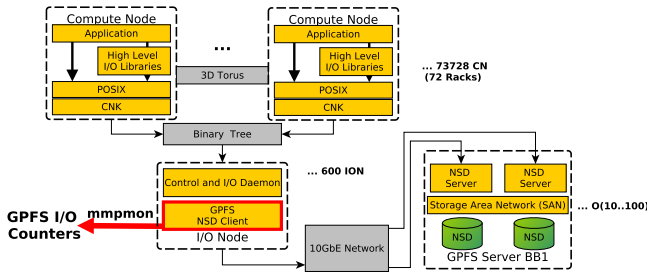 Compute Node
Application
High Level
I/O Libraries
POSIX
CNK
...
3D Torus
Compute Node
Application
High Level
I/O Libraries
POSIX
CNK
... 73728 CN
(72 Racks)
Binary Tree
Control and I/O Daemon
GPFS
NSD Client
I/O Node
... 600 ION
mmpmon
GPFS I/O
Counters
10GbE Network
NSD
Server
NSD
Server
Storage Area Network (SAN)
NSD
NSD
GPFS Server BB1
... O(10..100)